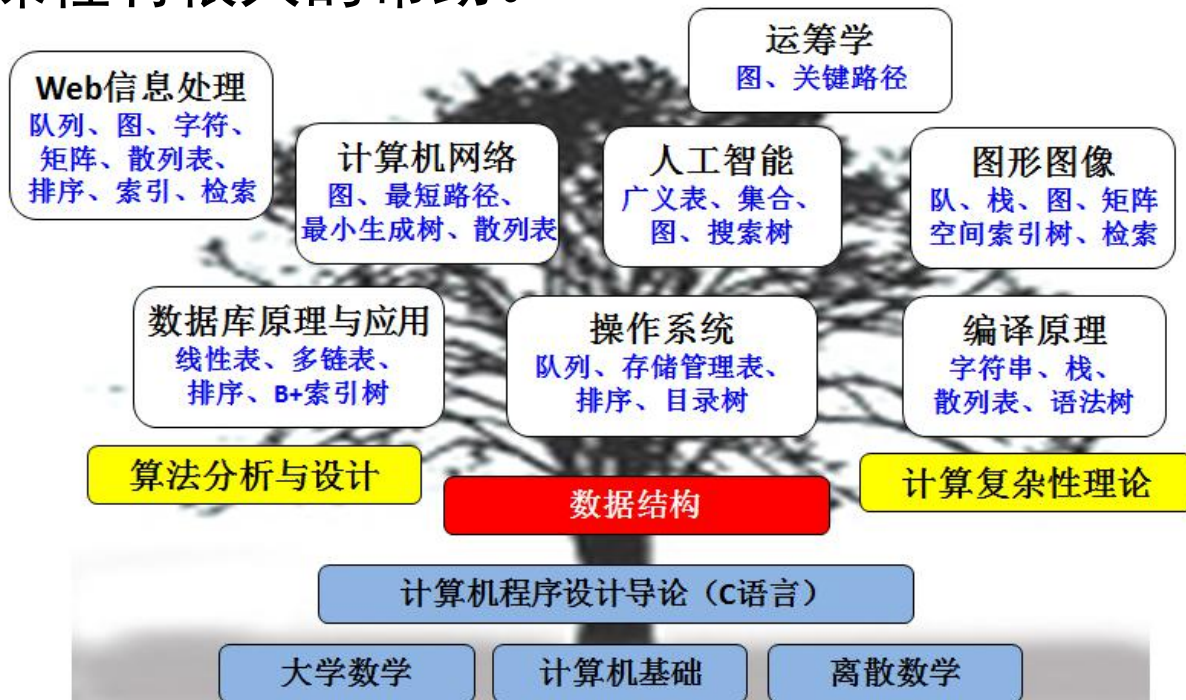 课程有很大的帮助。
运筹学
图、关键路径
Web信息处理
队列、图、字符、
矩阵、散列表、
排序、索引、检索
计算机网络
图、最短路径、
最小生成树、散列表
人工智能
广义表、集合、
图、搜索树
图形图像
队、栈、图、矩阵
空间索引树、检索
数据库原理与应用
线性表、多链表、
排序、B+索引树
操作系统
队列、存储管理表、
排序、目录树
编译原理
字符串、栈、
散列表、语法树
算法分析与设计
数据结构
计算复杂性理论
计算机程序设计导论（C语言）
大学数学
计算机基础
离散数学